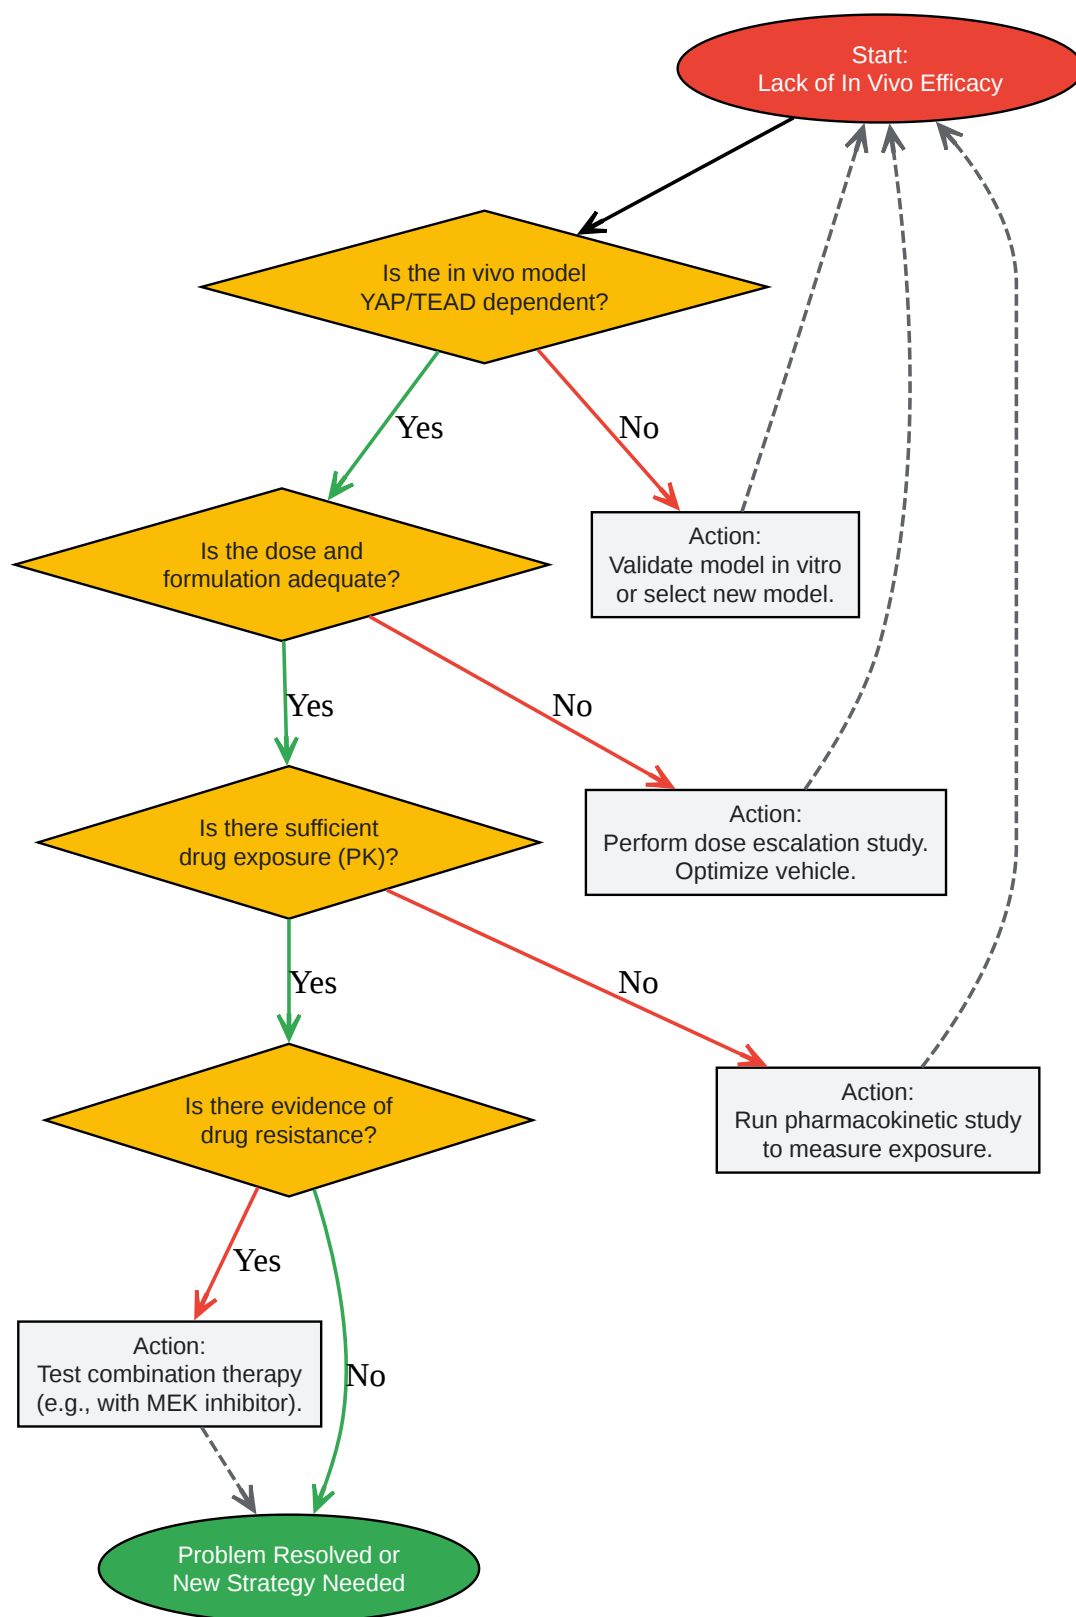 Start:
Lack of In Vivo Efficacy
Is the in vivo model
YAP/TEAD dependent?
Yes
No
Is the dose and
formulation adequate?
Action:
Validate model in vitro
or select new model.
Yes
No
Is there sufficient
drug exposure (PK)?
Action:
Perform dose escalation study.
Optimize vehicle.
Yes
No
Is there evidence of
drug resistance?
Action:
Run pharmacokinetic study
to measure exposure.
Yes
No
Action:
Test combination therapy
(e.g., with MEK inhibitor).
Problem Resolved or
New Strategy Needed